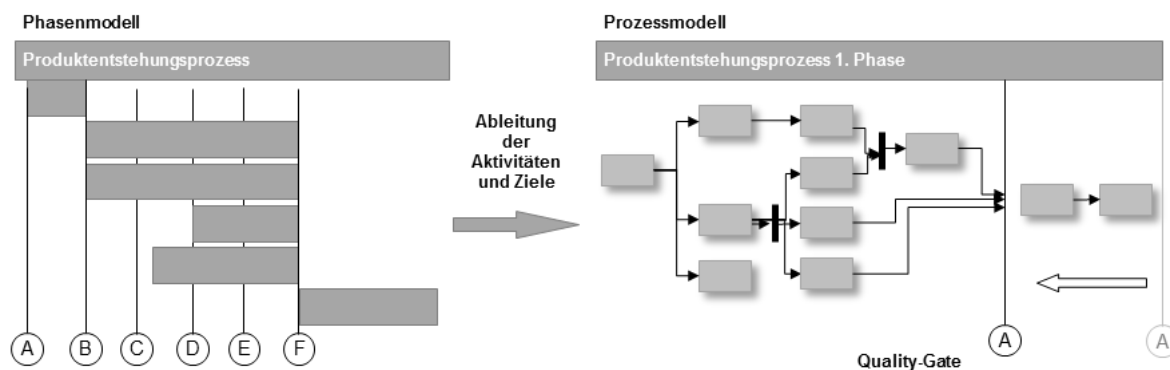 Phasenmodell
Produktentstehungsprozess
A B C D E F
Ableitung
der
Aktivitäten
und Ziele
Prozessmodell
Produktentstehungsprozess 1. Phase
A
A
Quality-Gate